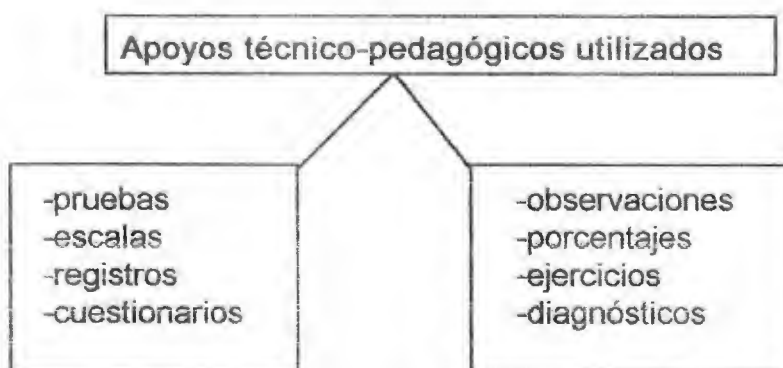 Apoyos técnico-pedagógicos utilizados
-pruebas
-escalas
-registros
-cuestionarios
-observaciones
-porcentajes
-ejercicios
-diagnósticos